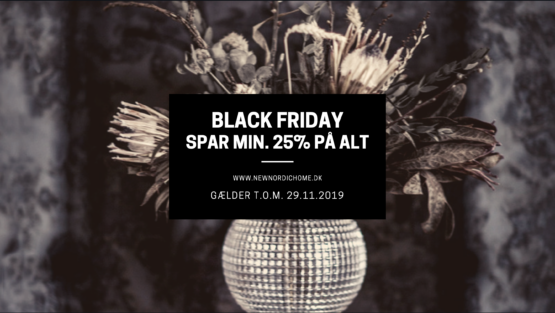 BLACK FRIDAY
SPAR MIN. 25% PÅ ALT
WWW.NEWNORDICHOME.DK
GÆLDER T.O.M. 29.11.2019